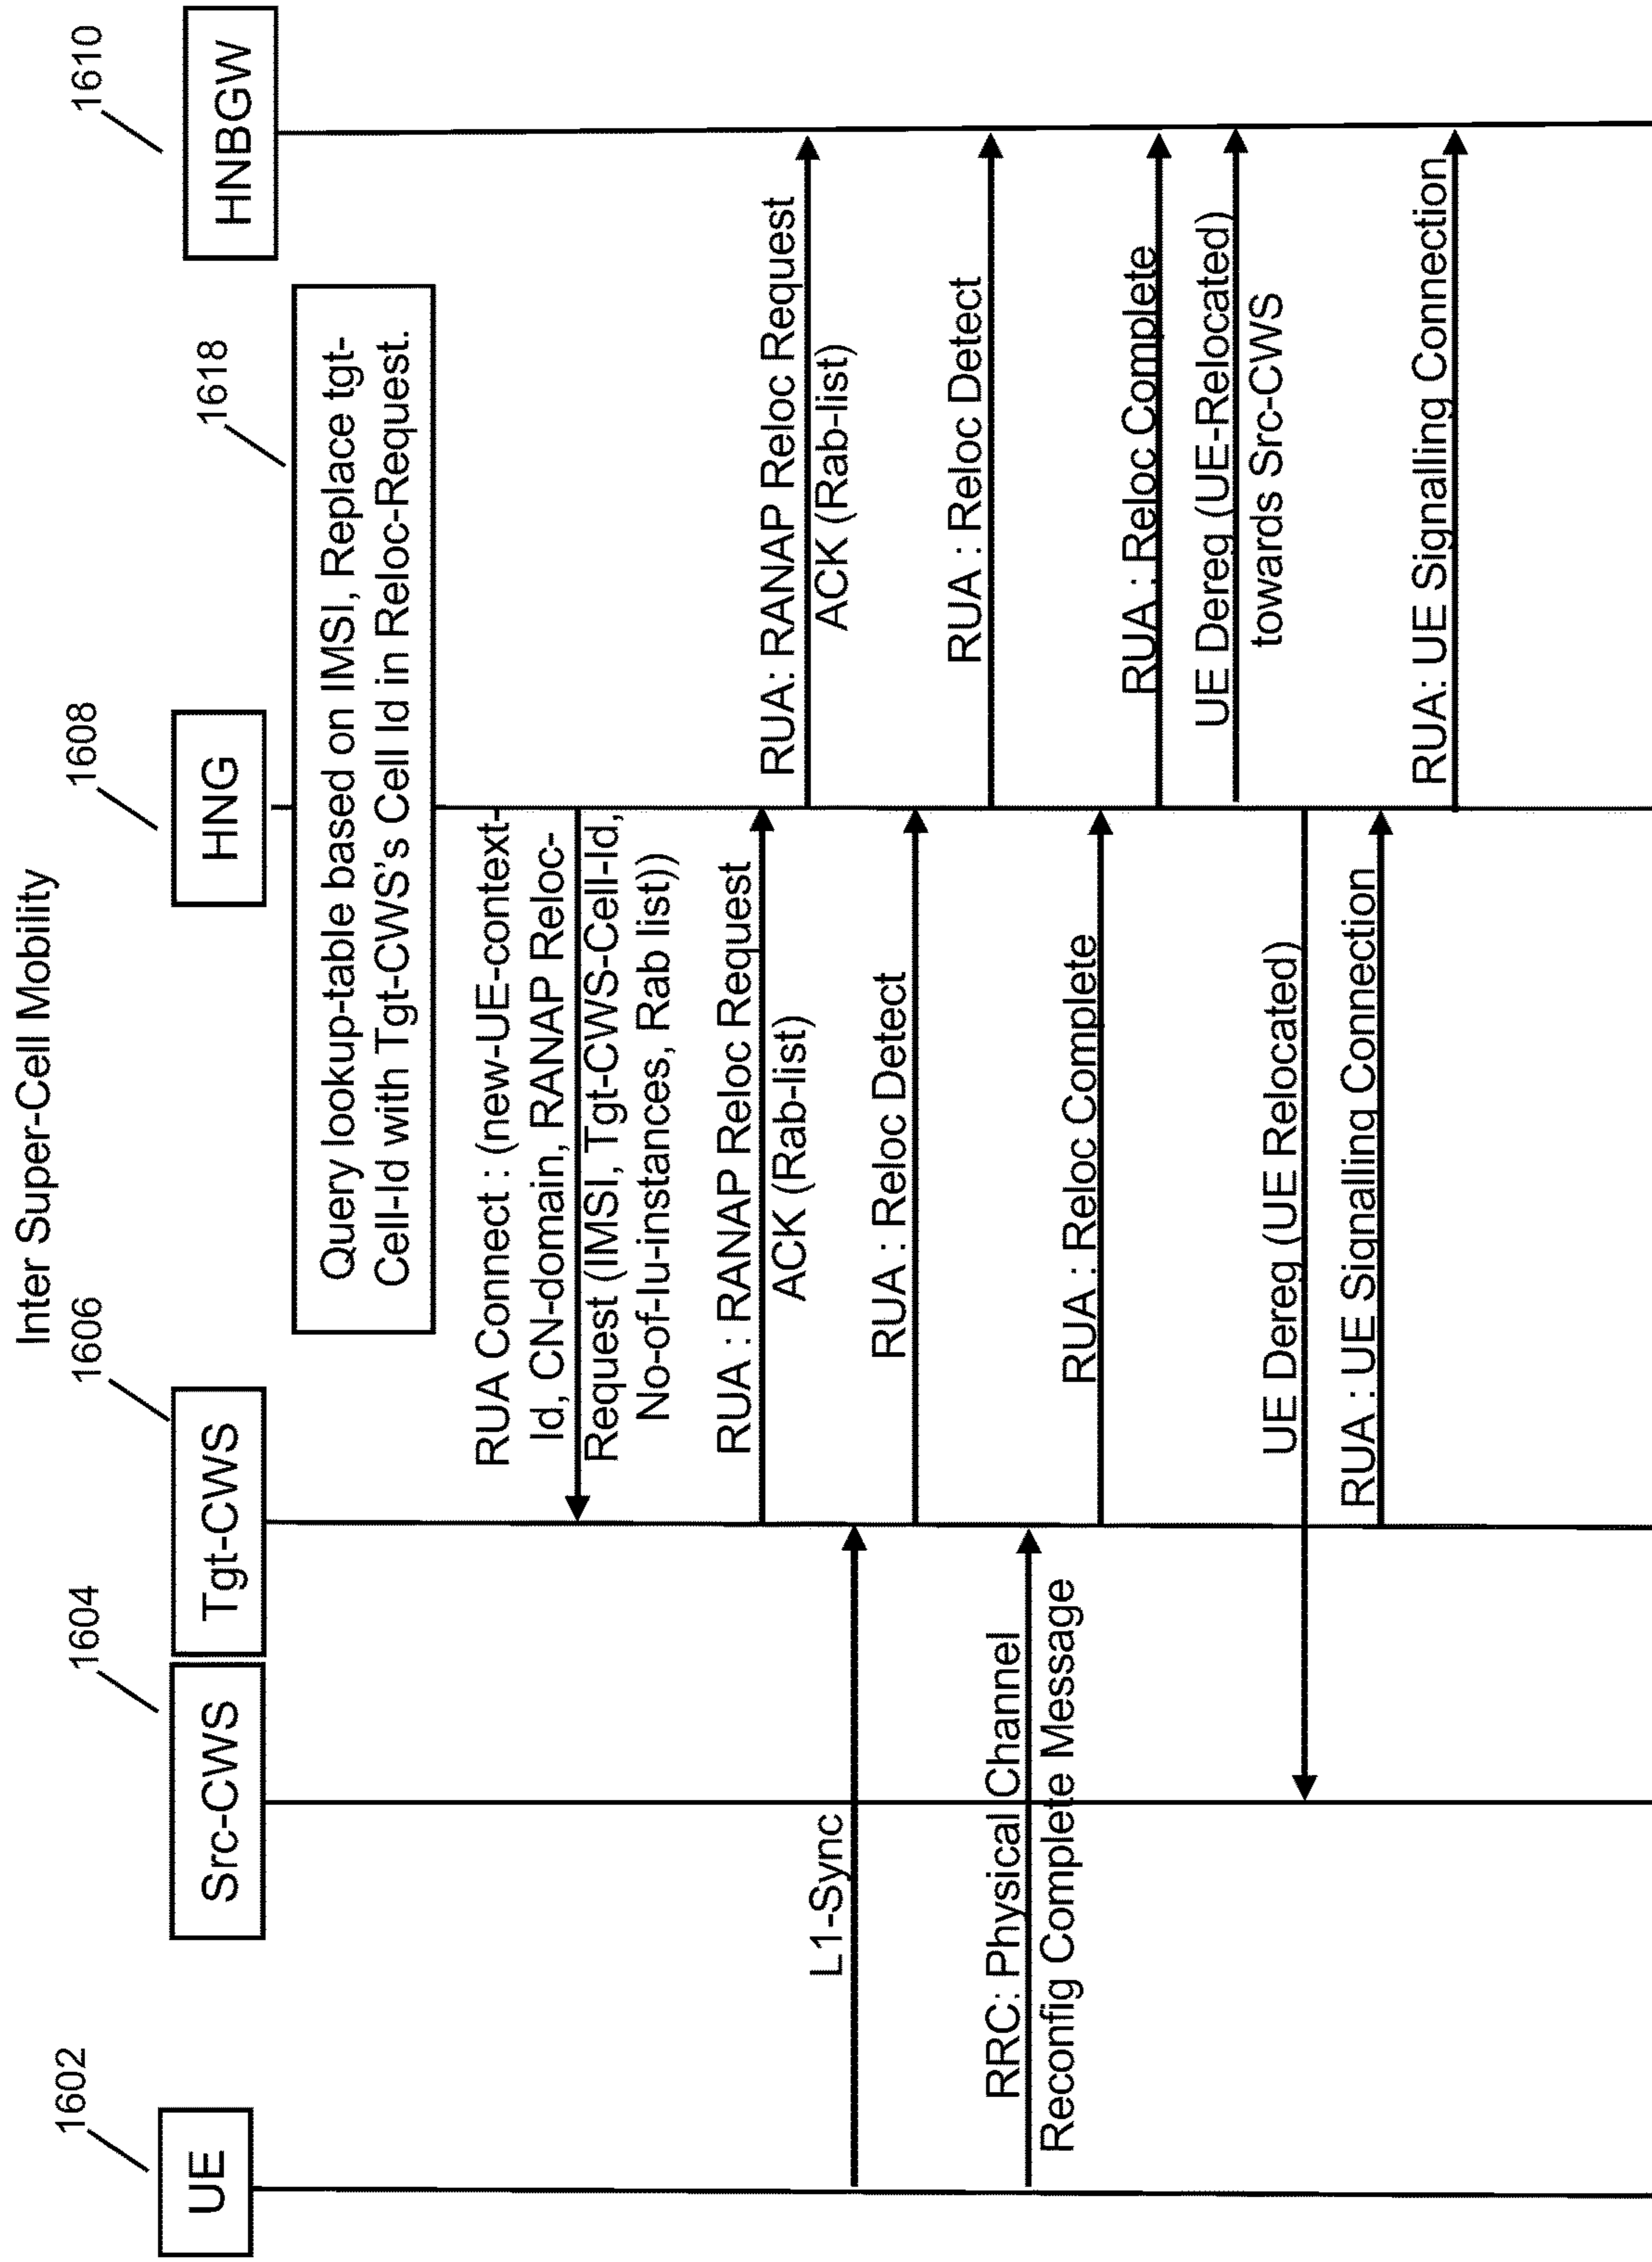 Inter Super-Cell Mobility
1602
1604
1606
1608
1610
UE
Src-CWS
Tgt-CWS
HNG
HNBGW
1618
Query lookup-table based on IMSI, Replace tgt-
Cell-Id with Tgt-CWS's Cell Id in Reloc-Request.
RUA Connect : (new-UE-context-
Id, CN-domain, RANAP Reloc-
Request (IMSI, Tgt-CWS-Cell-Id,
No-of-Iu-instances, Rab list))
RUA : RANAP Reloc Request
ACK (Rab-list)
RUA: RANAP Reloc Request
ACK (Rab-list)
L1-Sync
RUA : Reloc Detect
RUA : Reloc Detect
RRC: Physical Channel
Reconfig Complete Message
RUA : Reloc Complete
RUA : Reloc Complete
UE Dereg (UE-Relocated)
towards Src-CWS
UE Dereg (UE Relocated)
RUA : UE Signalling Connection
RUA: UE Signalling Connection